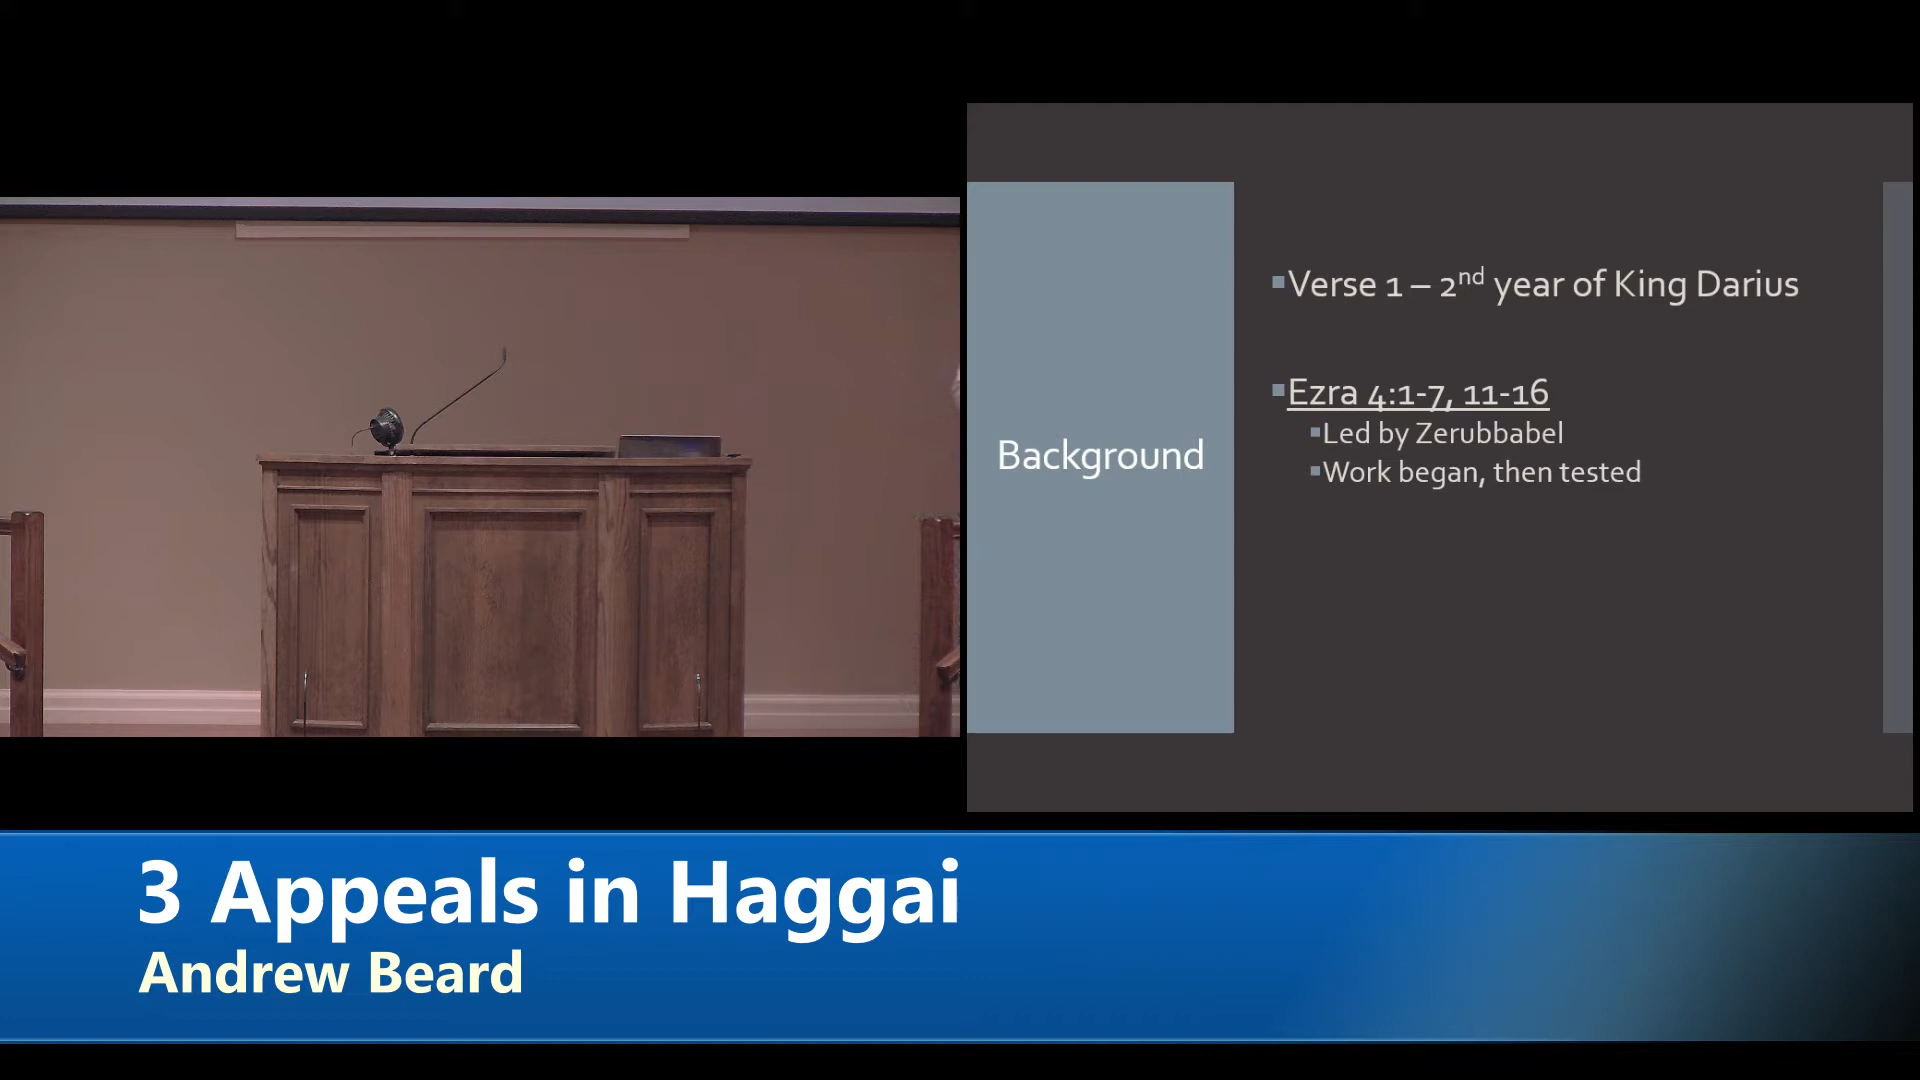 Background
▪Verse 1 – 2nd year of King Darius
▪Ezra 4:1-7, 11-16
▪Led by Zerubbabel
▪Work began, then tested
3 Appeals in Haggai
Andrew Beard